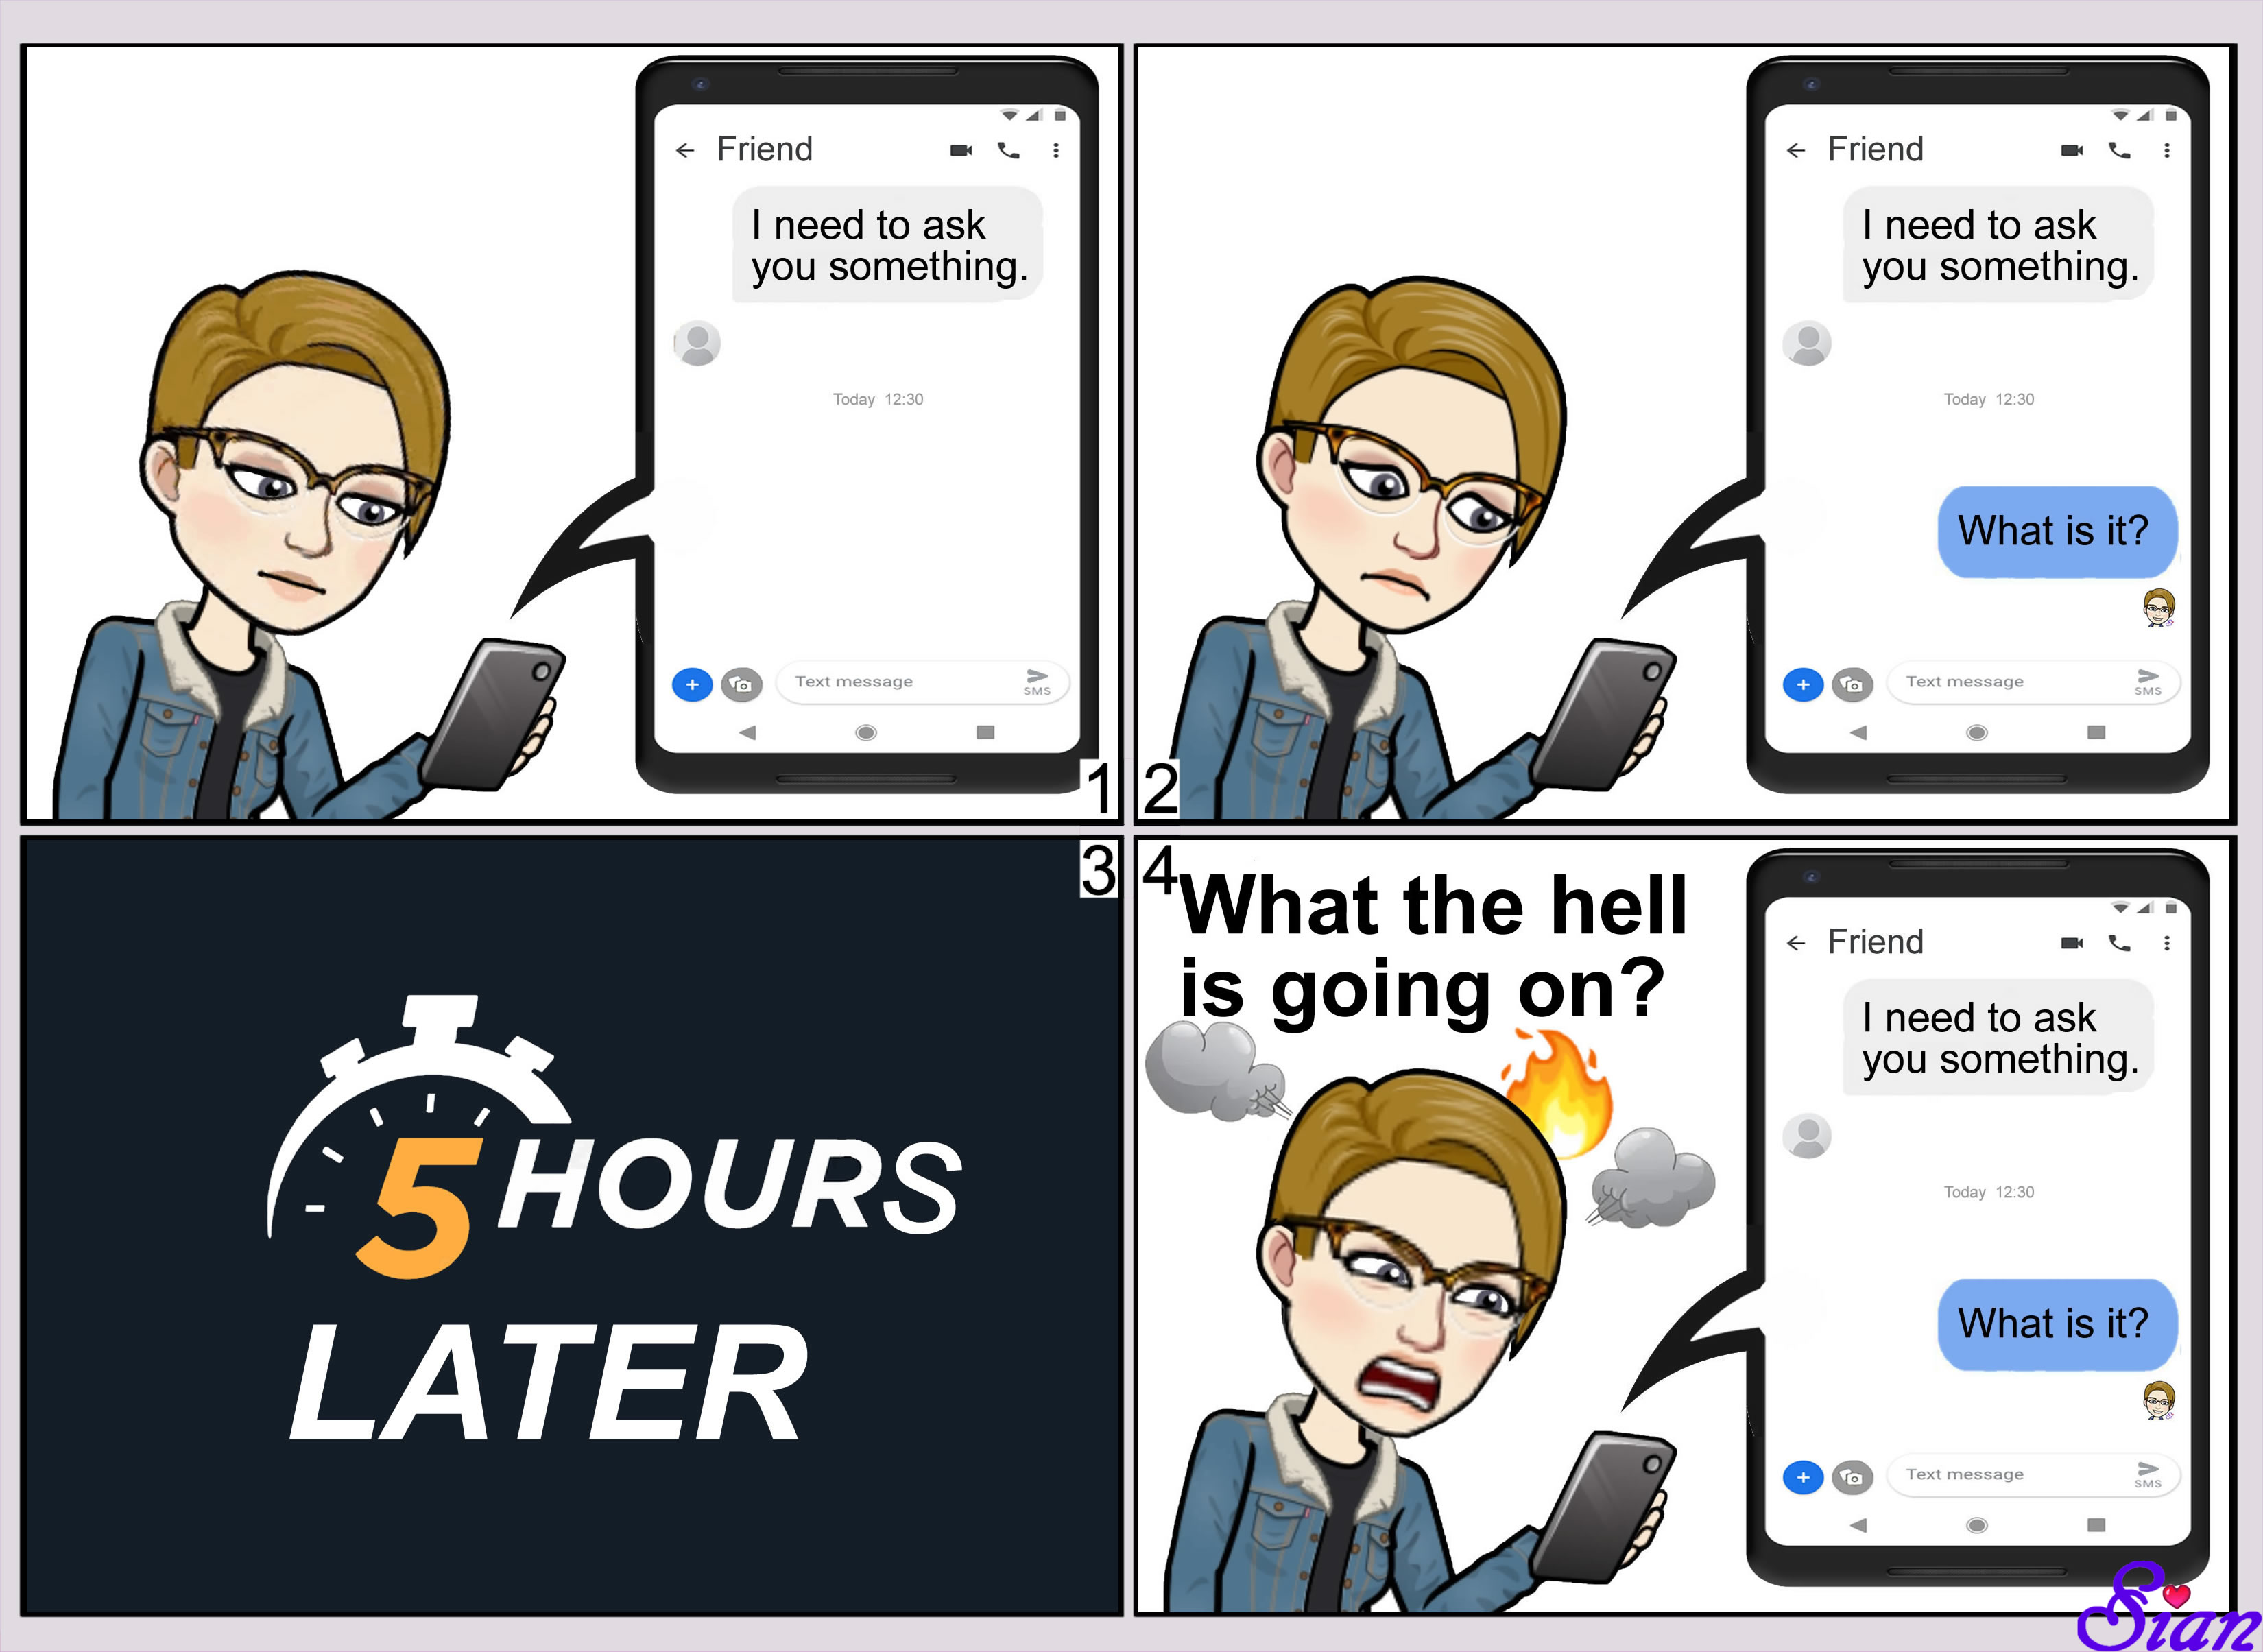 Friend
I need to ask
you something.
Today 12:30
Text message
SMS
1
Friend
I need to ask
you something.
Today 12:30
What is it?
Text message
SMS
2
3
5 HOURS
LATER
4
What the hell
is going on?
Friend
I need to ask
you something.
Today 12:30
What is it?
Text message
SMS
Sian